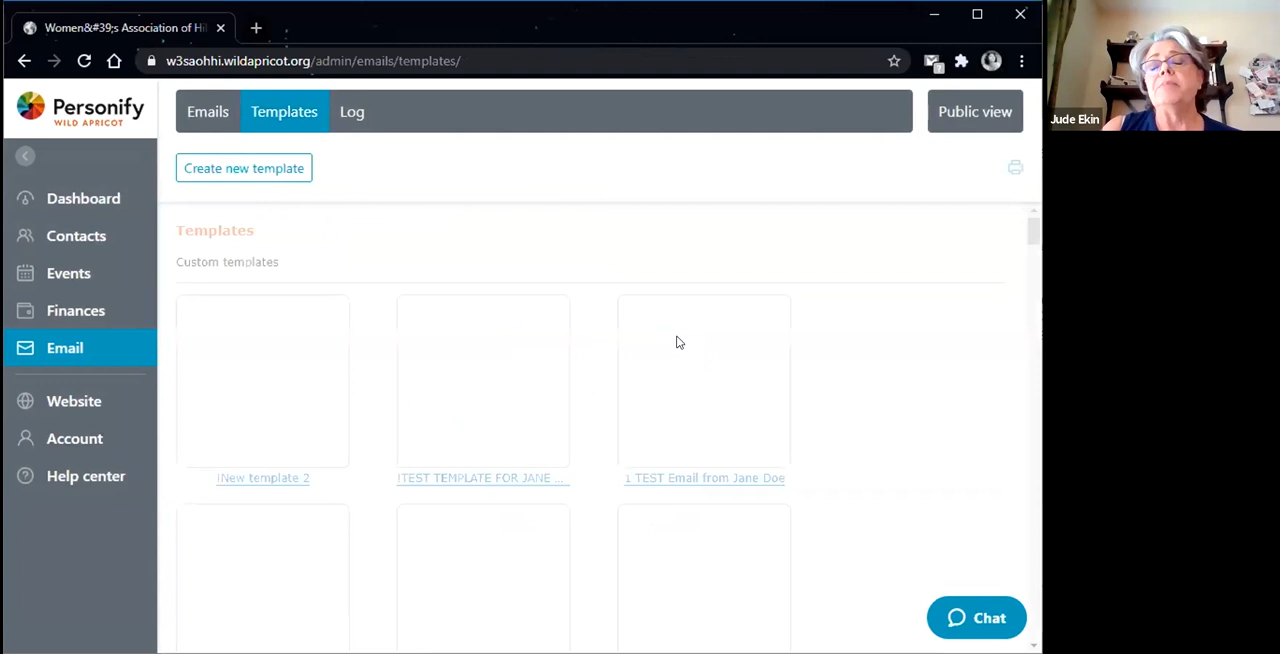 Women&#39;s Association of Hi
w3saohhi.wildapricot.org/admin/emails/templates/
7
Personify
WILD APRICOT
Emails
Templates
Log
Public view
Create new template
Dashboard
Contacts
Events
Finances
Email
Website
Account
Help center
Templates
Custom templates
!New template 2
!TEST TEMPLATE FOR JANE ...
1 TEST Email from Jane Doe
Chat
Jude Ekin